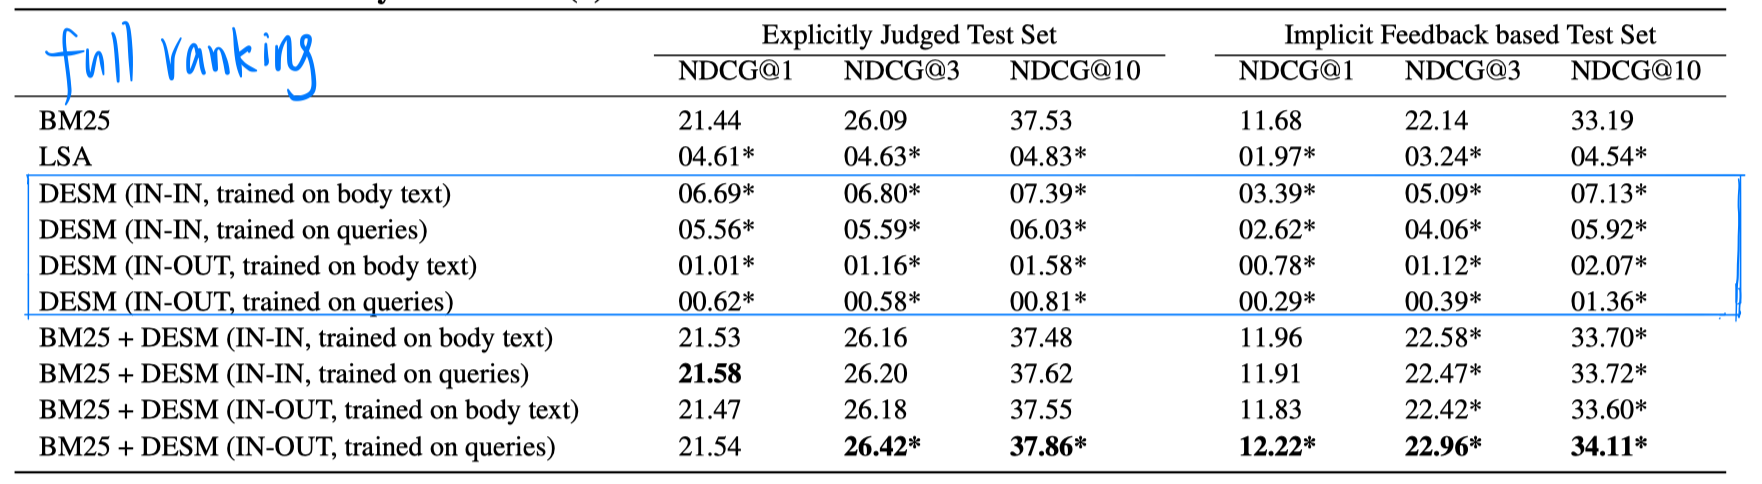 full ranking
Explicitly Judged Test Set Implicit Feedback based Test Set
NDCG@1 NDCG@3 NDCG@10 NDCG@1 NDCG@3 NDCG@10
BM25 21.44 26.09 37.53 11.68 22.14 33.19
LSA 04.61* 04.63* 04.83* 01.97* 03.24* 04.54*
DESM (IN-IN, trained on body text) 06.69* 06.80* 07.39* 03.39* 05.09* 07.13*
DESM (IN-IN, trained on queries) 05.56* 05.59* 06.03* 02.62* 04.06* 05.92*
DESM (IN-OUT, trained on body text) 01.01* 01.16* 01.58* 00.78* 01.12* 02.07*
DESM (IN-OUT, trained on queries) 00.62* 00.58* 00.81* 00.29* 00.39* 01.36*
BM25 + DESM (IN-IN, trained on body text) 21.53 26.16 37.48 11.96 22.58* 33.70*
BM25 + DESM (IN-IN, trained on queries) 21.58 26.20 37.62 11.91 22.47* 33.72*
BM25 + DESM (IN-OUT, trained on body text) 21.47 26.18 37.55 11.83 22.42* 33.60*
BM25 + DESM (IN-OUT, trained on queries) 21.54 26.42* 37.86* 12.22* 22.96* 34.11*